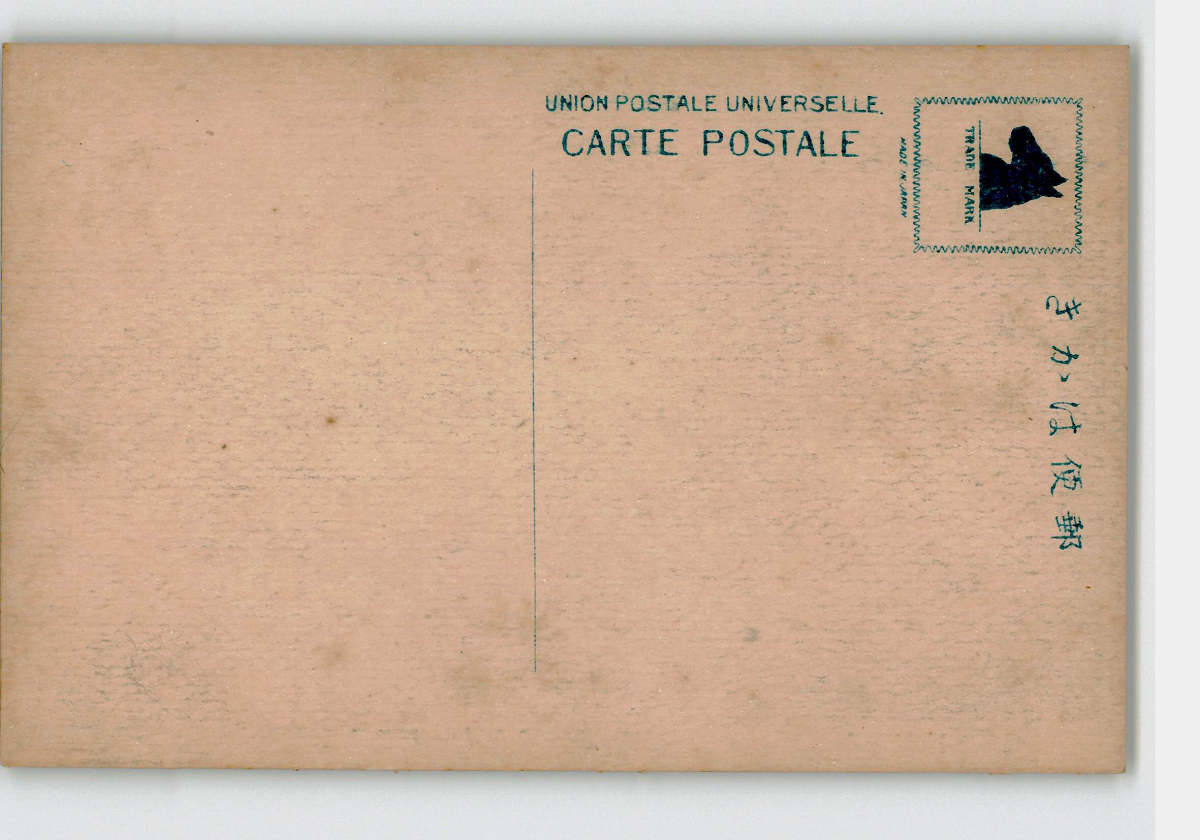 UNION POSTALE UNIVERSELLE.
CARTE POSTALE
TRADE MARK
MADE IN JAPAN
郵便はかき